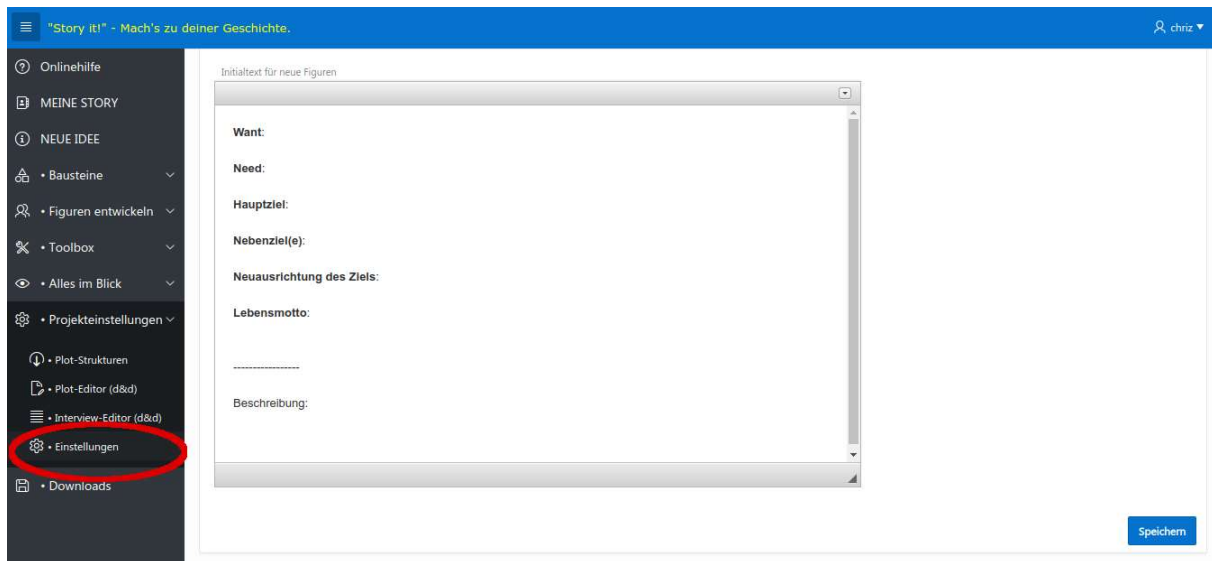 "Story it!" - Mach's zu deiner Geschichte.
chriz
Onlinehilfe
MEINE STORY
NEUE IDEE
• Bausteine
• Figuren entwickeln
• Toolbox
• Alles im Blick
• Projekteinstellungen
• Plot-Strukturen
• Plot-Editor (d&d)
• Interview-Editor (d&d)
• Einstellungen
• Downloads
Initialtext für neue Figuren
Want:
Need:
Hauptziel:
Nebenziel(e):
Neuausrichtung des Ziels:
Lebensmotto:
-----------------
Beschreibung:
Speichern